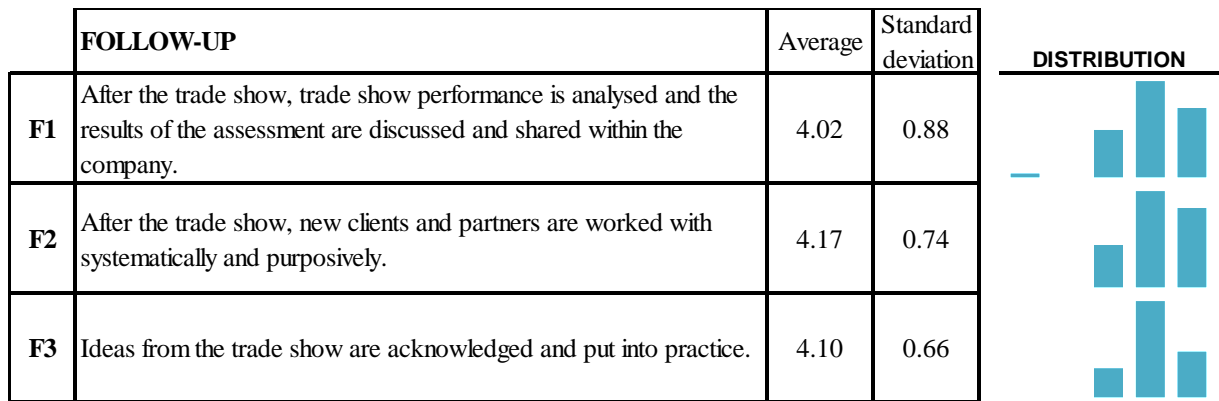 FOLLOW-UP Average Standard deviation DISTRIBUTION
F1 After the trade show, trade show performance is analysed and the
results of the assessment are discussed and shared within the
company. 4.02 0.88
F2 After the trade show, new clients and partners are worked with
systematically and purposively. 4.17 0.74
F3 Ideas from the trade show are acknowledged and put into practice. 4.10 0.66